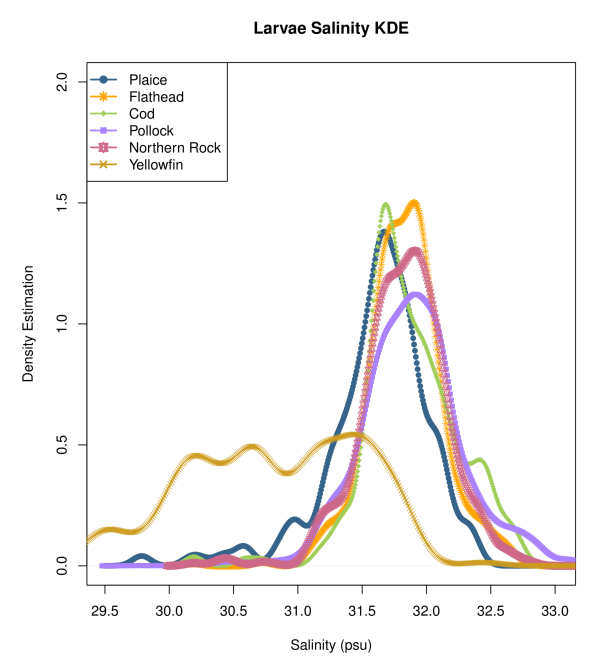 Larvae Salinity KDE
Plaice
Flathead
Cod
Pollock
Northern Rock
Yellowfin
2.0
1.5
1.0
0.5
0.0
Density Estimation
29.5 30.0 30.5 31.0 31.5 32.0 32.5 33.0
Salinity (psu)